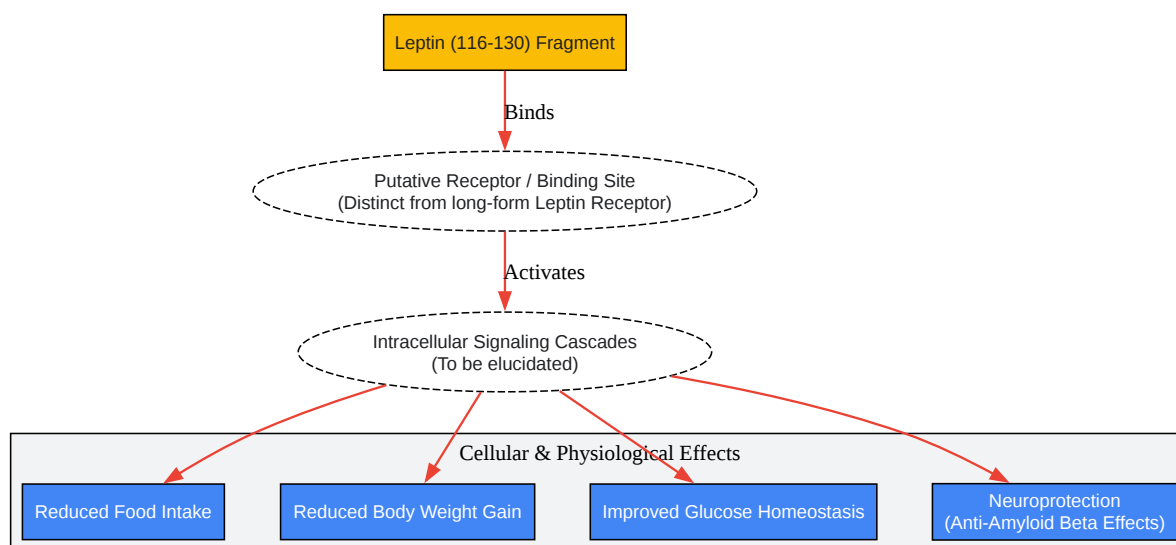 Leptin (116-130) Fragment
Binds
Putative Receptor / Binding Site
(Distinct from long-form Leptin Receptor)
Activates
Intracellular Signaling Cascades
(To be elucidated)
Cellular & Physiological Effects
Reduced Food Intake
Reduced Body Weight Gain
Improved Glucose Homeostasis
Neuroprotection
(Anti-Amyloid Beta Effects)